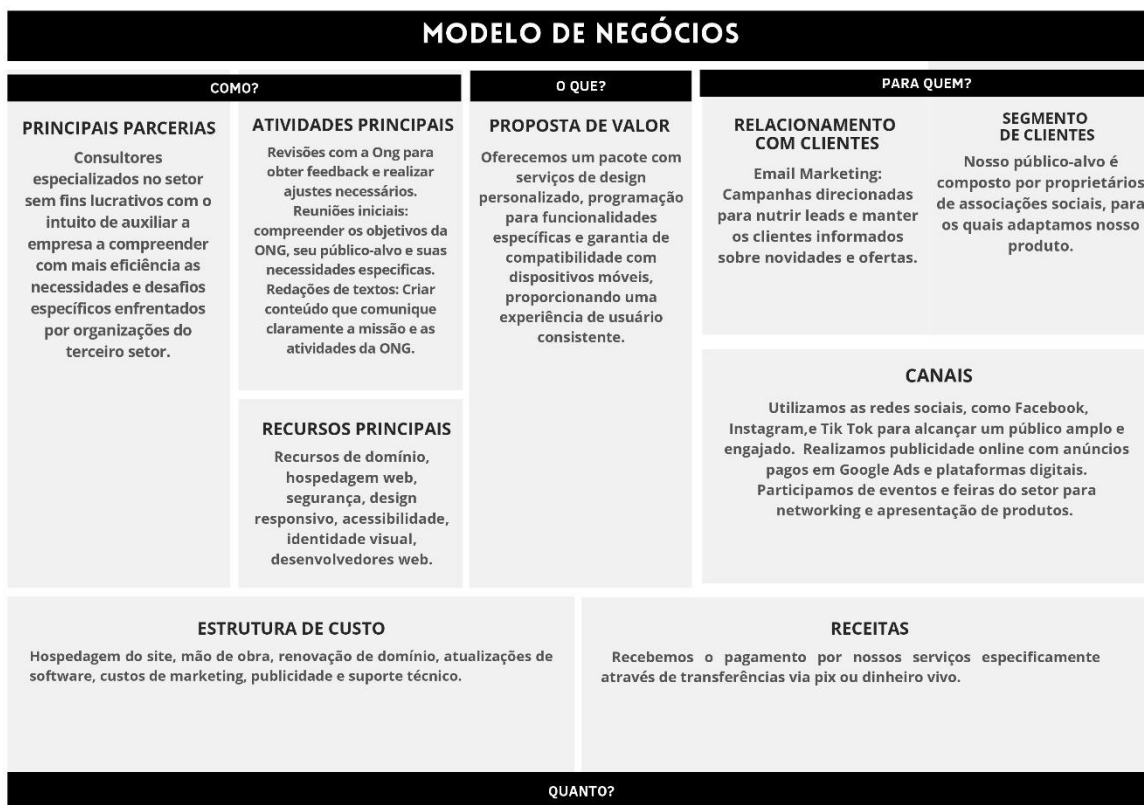 MODELO DE NEGÓCIOS
COMO?
PRINCIPAIS PARCERIAS
Consultores
especializados no setor
sem fins lucrativos com o
intuito de auxiliar a
empresa a compreender
com mais eficiência as
necessidades e desafios
específicos enfrentados
por organizações do
terceiro setor.
ATIVIDADES PRINCIPAIS
Revisões com a Ong para
obter feedback e realizar
ajustes necessários.
Reuniões iniciais:
compreender os objetivos da
ONG, seu público-alvo e suas
necessidades especificas.
Redações de textos: Criar
conteúdo que comunique
claramente a missão e as
atividades da ONG.
RECURSOS PRINCIPAIS
Recursos de domínio,
hospedagem web,
segurança, design
responsivo, acessibilidade,
identidade visual,
desenvolvedores web.
O QUE?
PROPOSTA DE VALOR
Oferecemos um pacote com
serviços de design
personalizado, programação
para funcionalidades
específicas e garantia de
compatibilidade com
dispositivos móveis,
proporcionando uma
experiência de usuário
consistente.
PARA QUEM?
RELACIONAMENTO
COM CLIENTES
Email Marketing:
Campanhas direcionadas
para nutrir leads e manter
os clientes informados
sobre novidades e ofertas.
SEGMENTO
DE CLIENTES
Nosso público-alvo é
composto por proprietários
de associações sociais, para
os quais adaptamos nosso
produto.
CANAIS
Utilizamos as redes sociais, como Facebook,
Instagram,e Tik Tok para alcançar um público amplo e
engajado. Realizamos publicidade online com anúncios
pagos em Google Ads e plataformas digitais.
Participamos de eventos e feiras do setor para
networking e apresentação de produtos.
ESTRUTURA DE CUSTO
Hospedagem do site, mão de obra, renovação de domínio, atualizações de
software, custos de marketing, publicidade e suporte técnico.
RECEITAS
Recebemos o pagamento por nossos serviços especificamente
através de transferências via pix ou dinheiro vivo.
QUANTO?